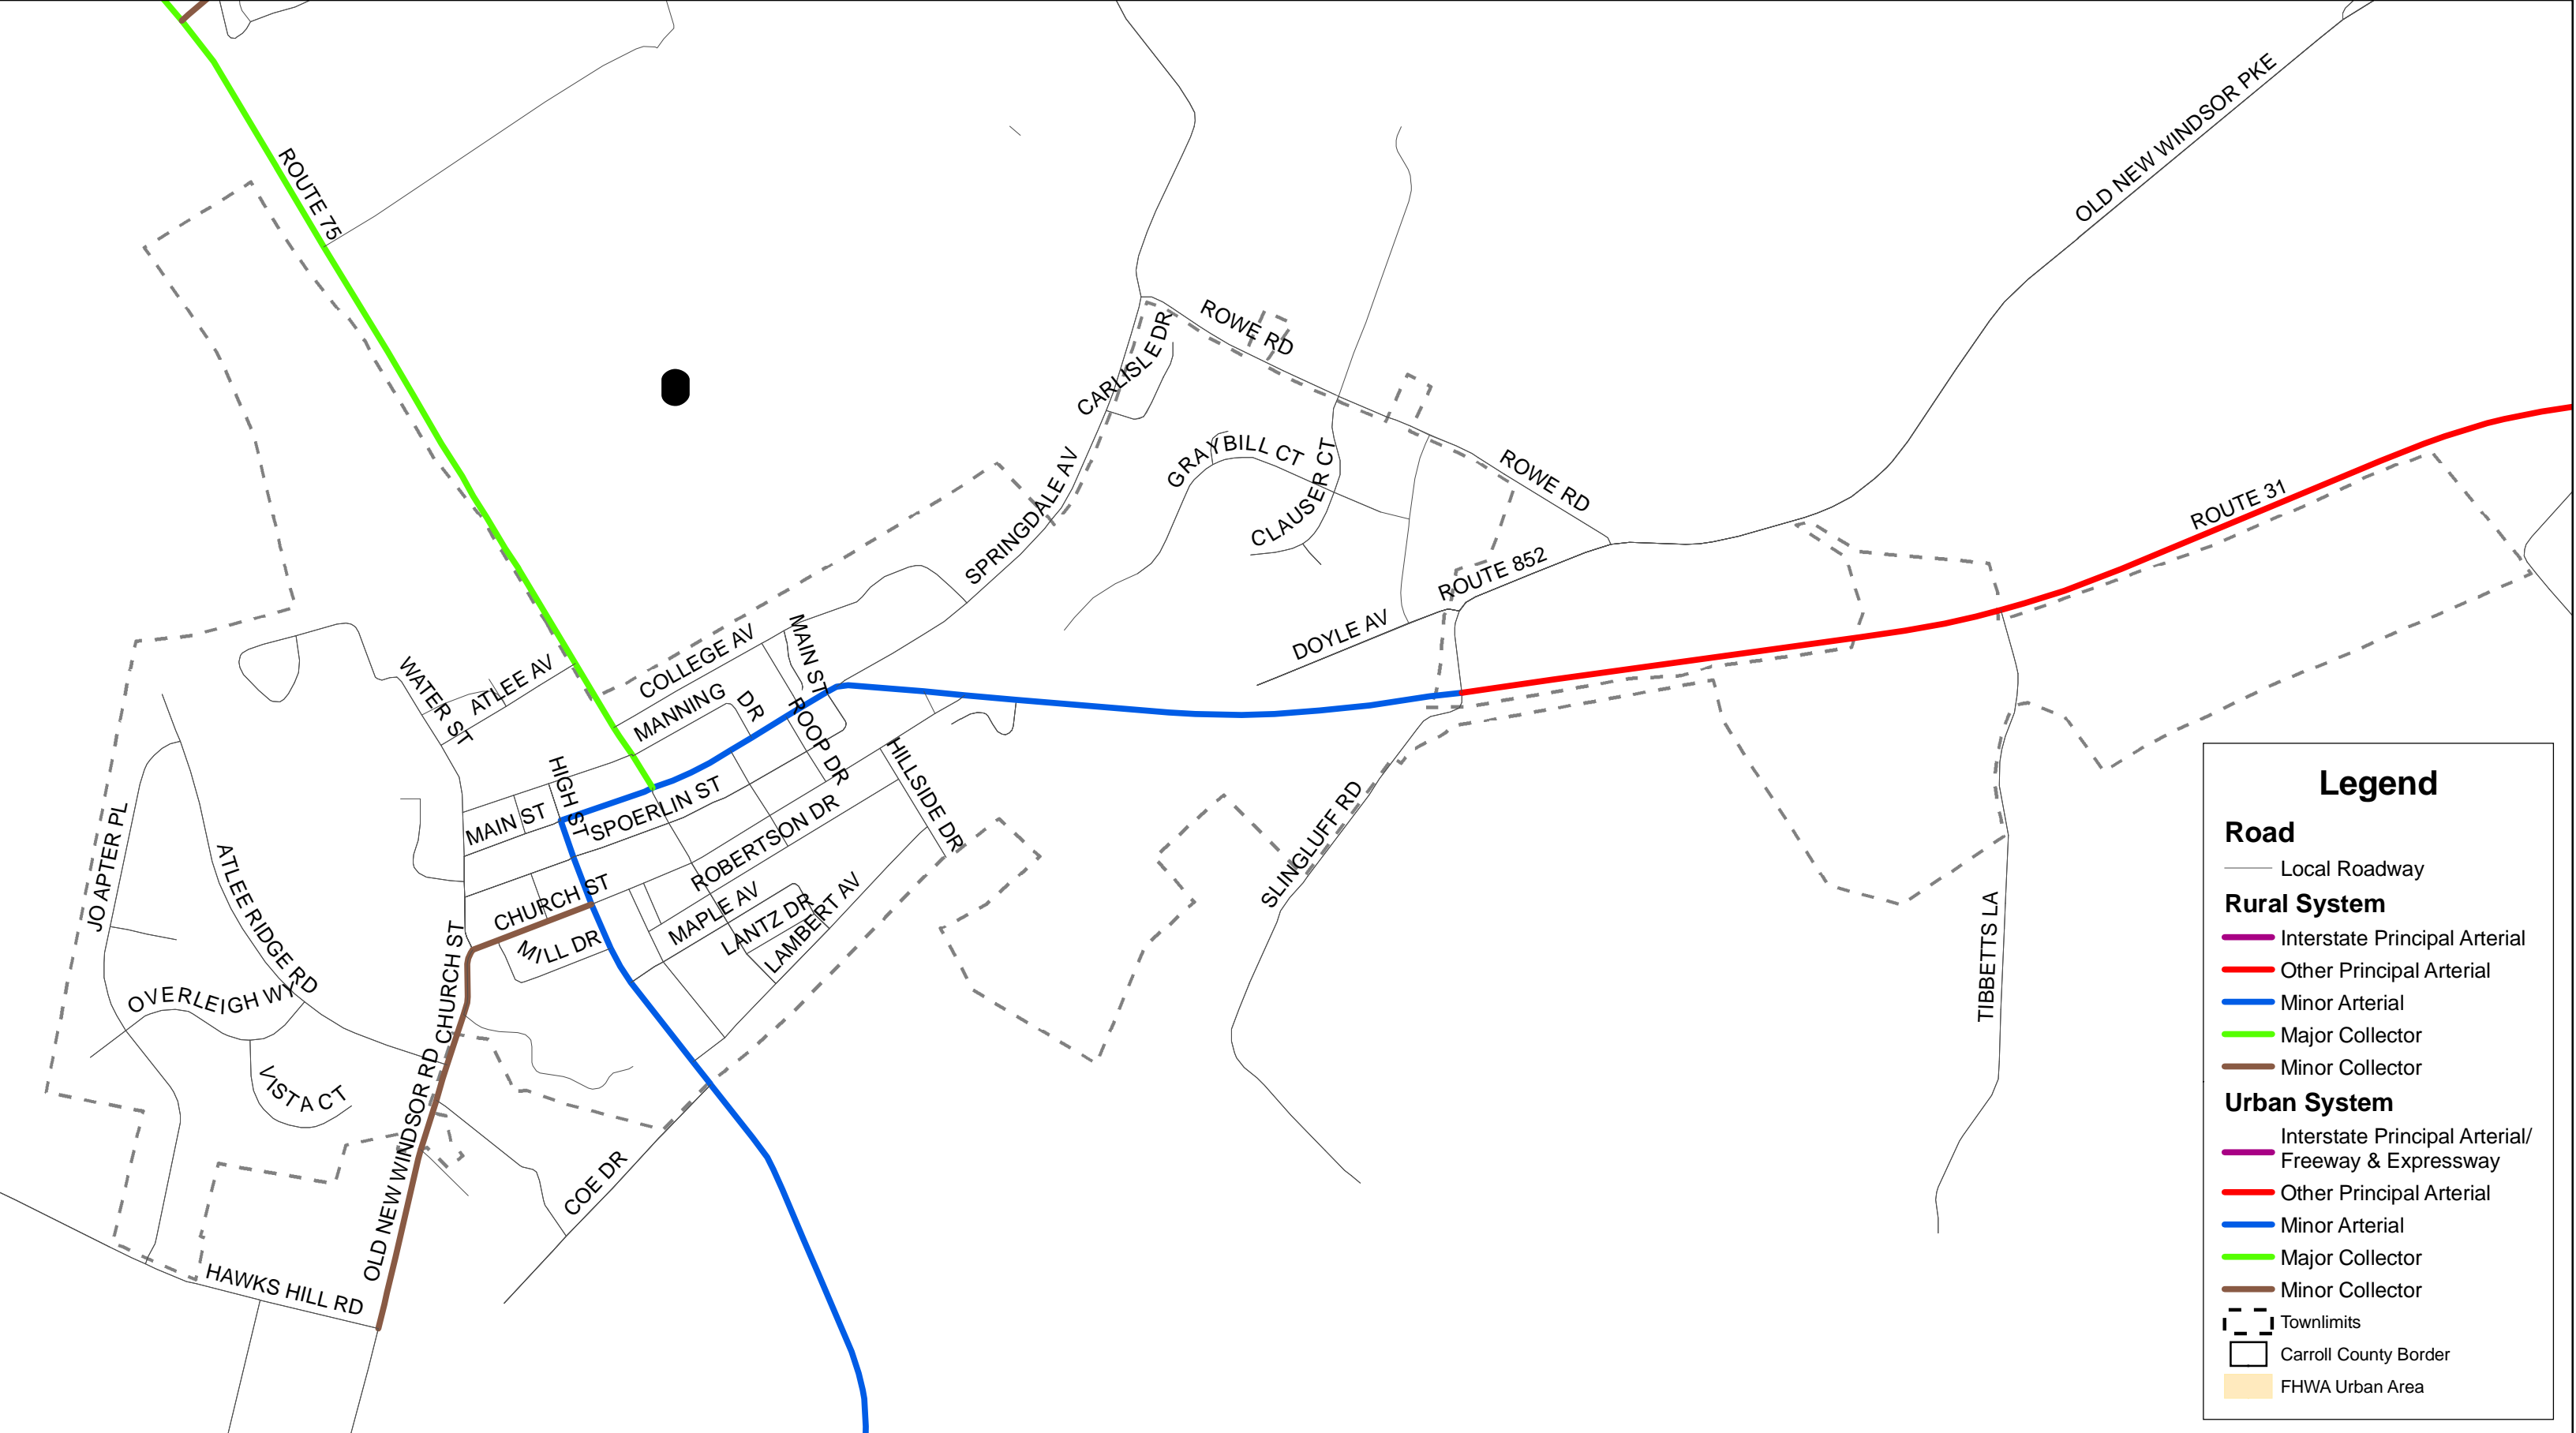 OLD NEW WINDSOR PKE
ROUTE 75
ROWE RD
CARLISLE DR
GRAYBILL CT
CLAUSER CT
ROWE RD
SPRINGDALE AV
ROUTE 31
ROUTE 852
DOYLE AV
COLLEGE AV
MAIN ST
WATER ST
ATLEE AV
MANNING DR
ROOP DR
HIGH ST
HILLSIDE DR
MAIN ST
SPOERLIN ST
ROBERTSON DR
JO APTER PL
ATLEE RIDGE RD
CHURCH ST
MAPLE AV
LANTZ DR
LAMBERT AV
MILL DR
SLINGLUFF RD
TIBBETTS LA
CHURCH ST
OVERLEIGH WY
VISTA CT
OLD NEW WINDSOR RD
COE DR
HAWKS HILL RD
Legend
Road
Local Roadway
Rural System
Interstate Principal Arterial
Other Principal Arterial
Minor Arterial
Major Collector
Minor Collector
Urban System
Interstate Principal Arterial/
Freeway & Expressway
Other Principal Arterial
Minor Arterial
Major Collector
Minor Collector
Townlimits
Carroll County Border
FHWA Urban Area